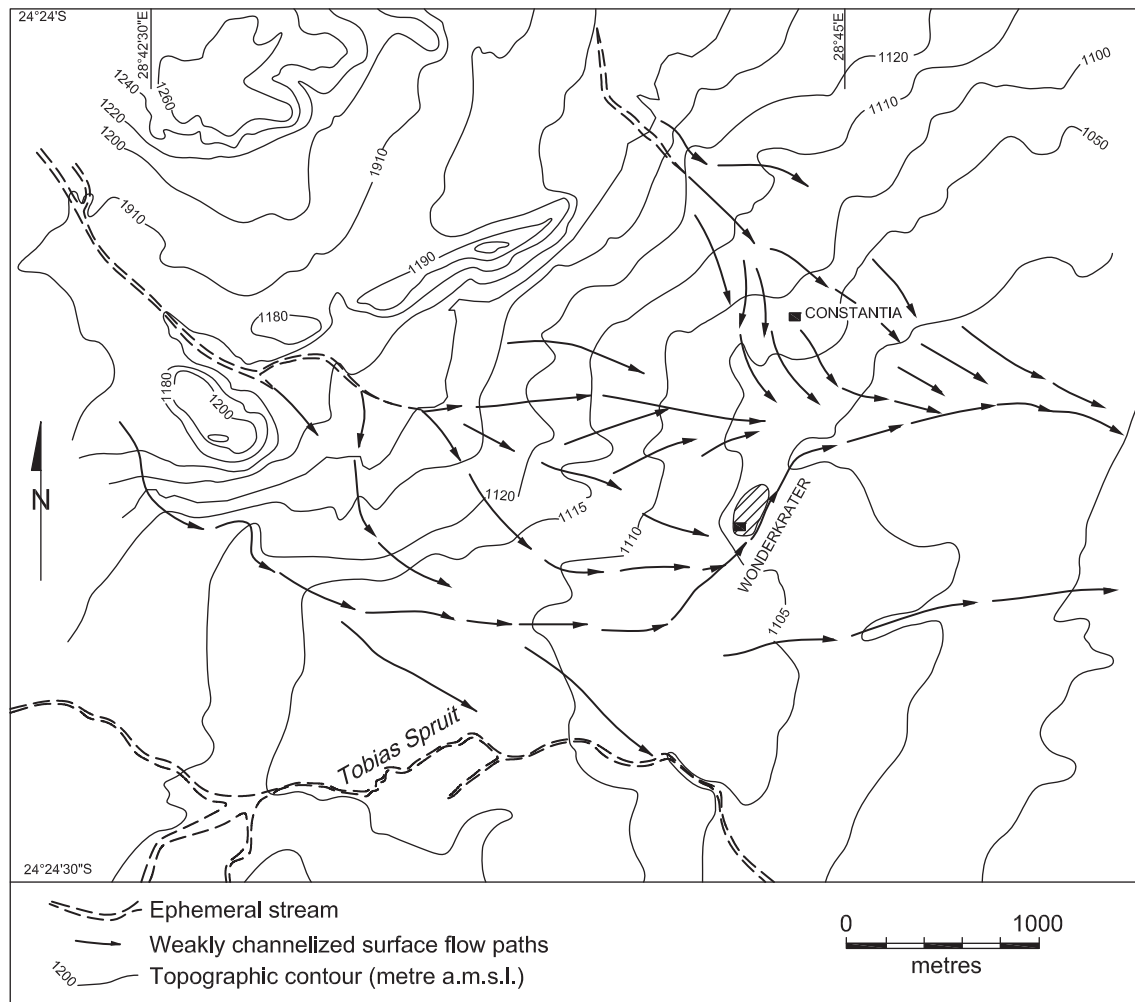 24°24'S
28°42'30"E
28°45'E
1120
1100
1110
1050
1240
1260
1220
1200
1910
1910
1190
1180
CONSTANTIA
1180
1200
1120
1115
1110
WONDERKRATER
1105
N
Tobias Spruit
24°24'30"S
Ephemeral stream
Weakly channelized surface flow paths
1200
Topographic contour (metre a.m.s.l.)
0 1000
metres